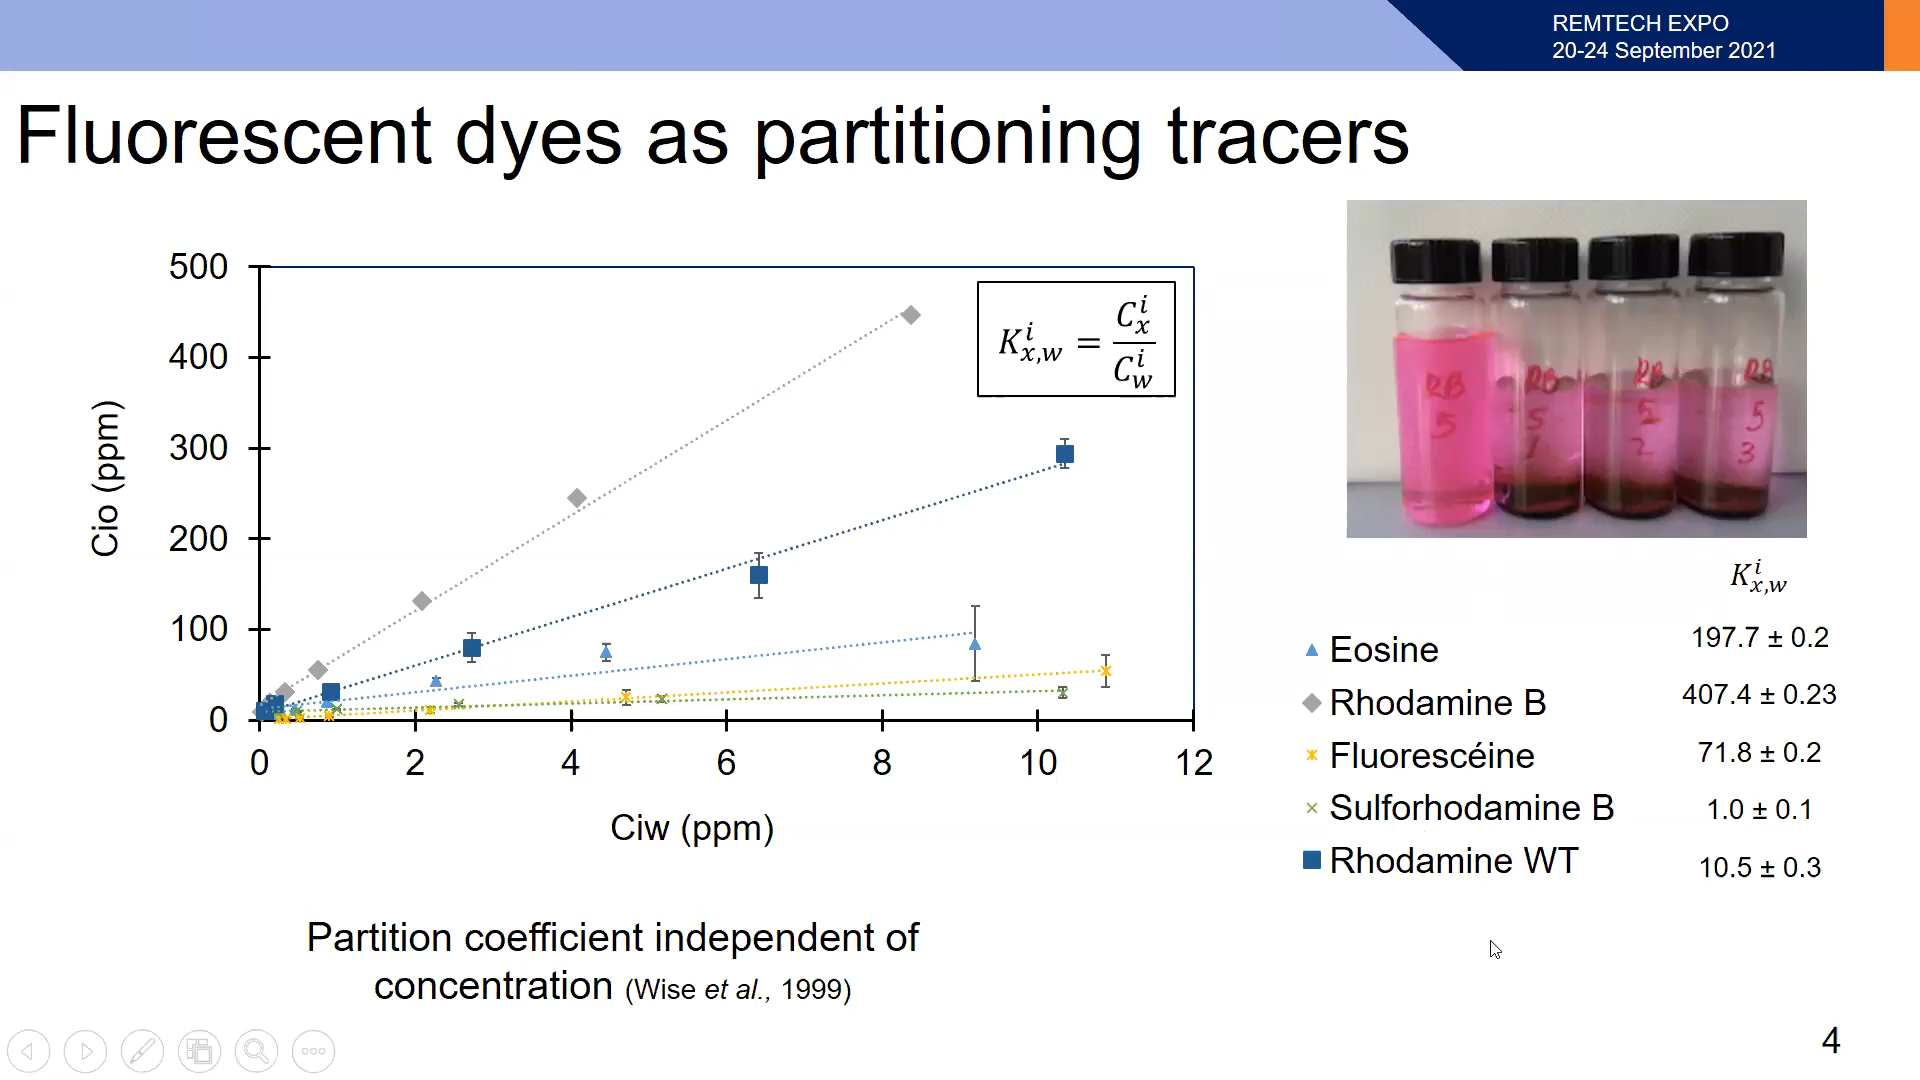 REMTECH EXPO
20-24 September 2021
Fluorescent dyes as partitioning tracers
500
400
300
200
100
0
Cio (ppm)
0 2 4 6 8 10 12
Ciw (ppm)
K^i_{x,w} = C^i_x / C^i_w
RB RB RB RB
5 5 5 5
1 2 3
K^i_{x,w}
Eosine 197.7 ± 0.2
Rhodamine B 407.4 ± 0.23
Fluorescéine 71.8 ± 0.2
Sulforhodamine B 1.0 ± 0.1
Rhodamine WT 10.5 ± 0.3
Partition coefficient independent of
concentration (Wise et al., 1999)
4